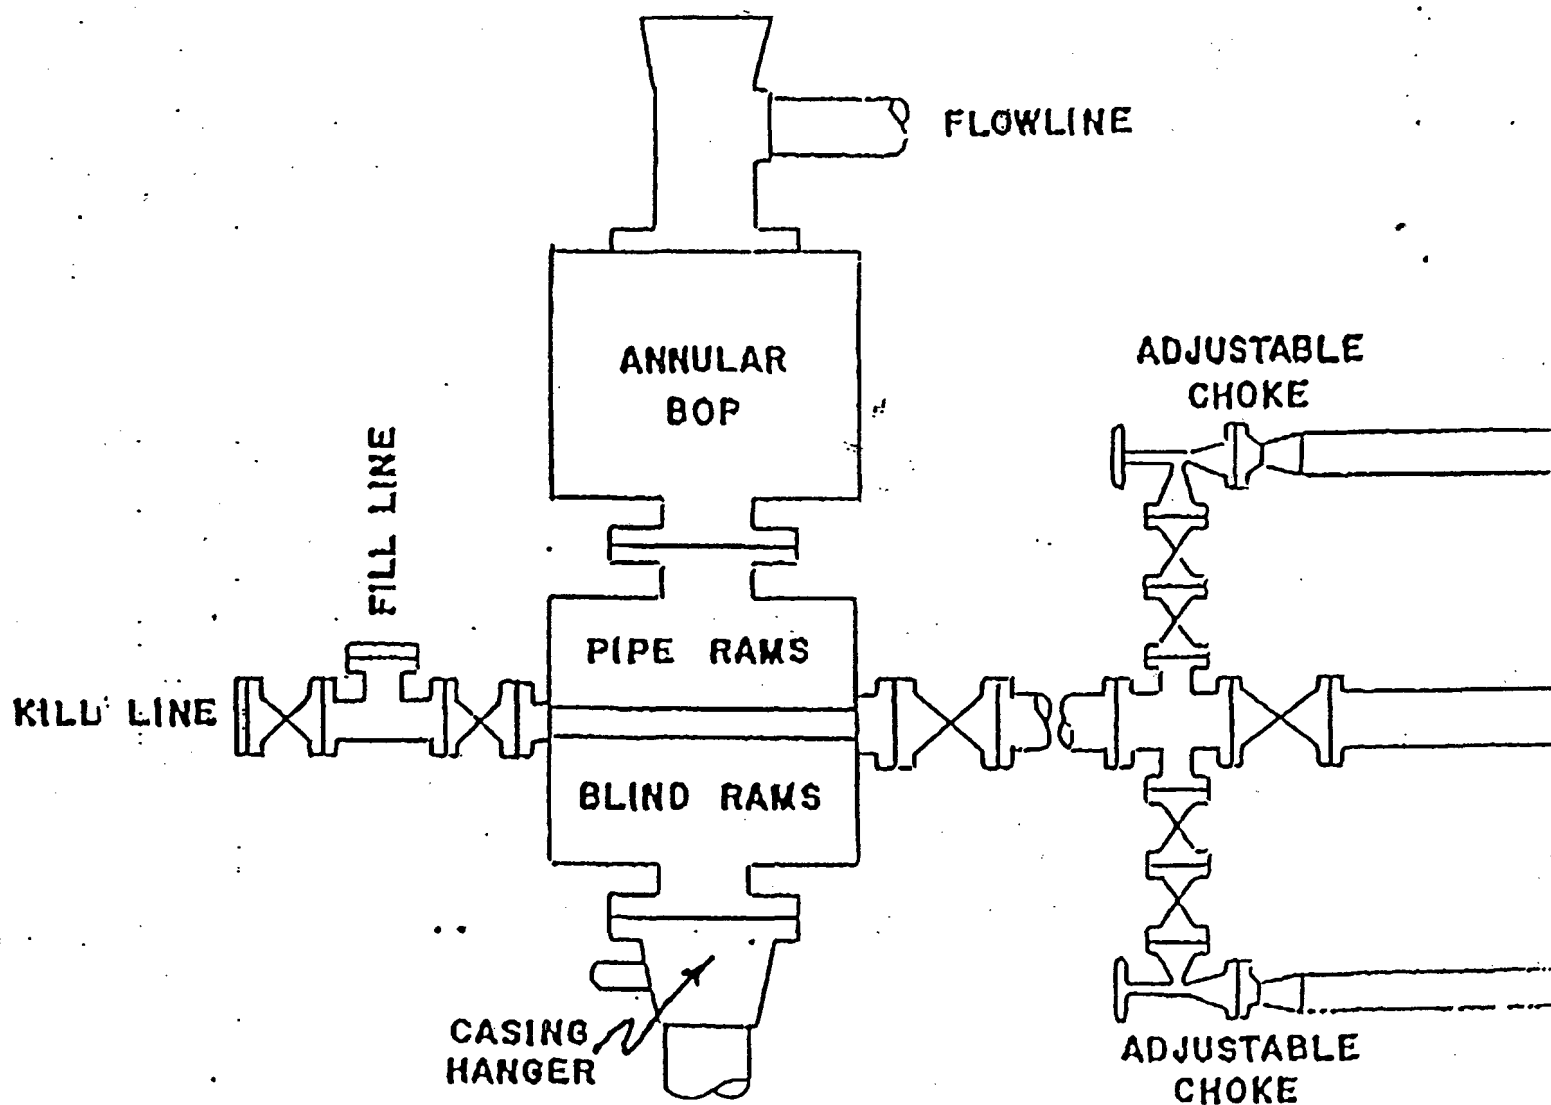 FLOWLINE
ANNULAR
BOP
ADJUSTABLE
CHOKE
FILL LINE
PIPE RAMS
KILL LINE
BLIND RAMS
CASING
HANGER
ADJUSTABLE
CHOKE